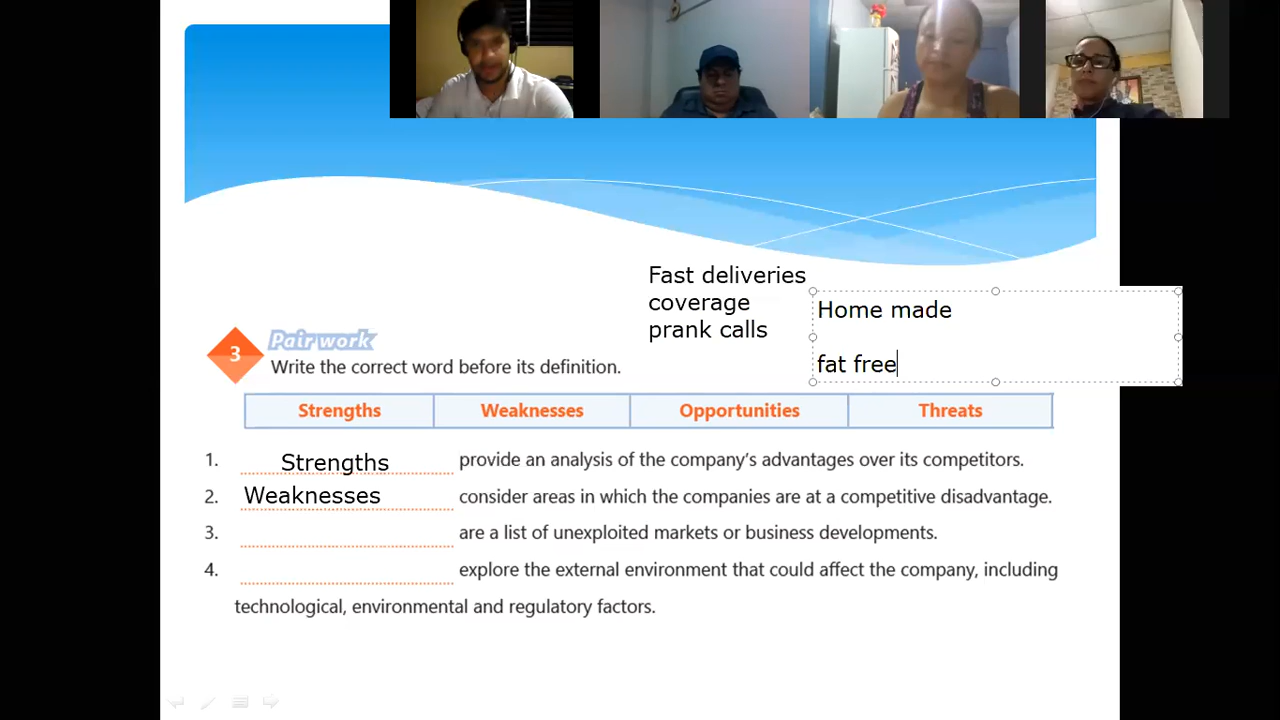 Fast deliveries
coverage
prank calls
Home made
fat free
3
Pair work
Write the correct word before its definition.
Strengths Weaknesses Opportunities Threats
1. Strengths provide an analysis of the company's advantages over its competitors.
2. Weaknesses consider areas in which the companies are at a competitive disadvantage.
3. are a list of unexploited markets or business developments.
4. explore the external environment that could affect the company, including
technological, environmental and regulatory factors.